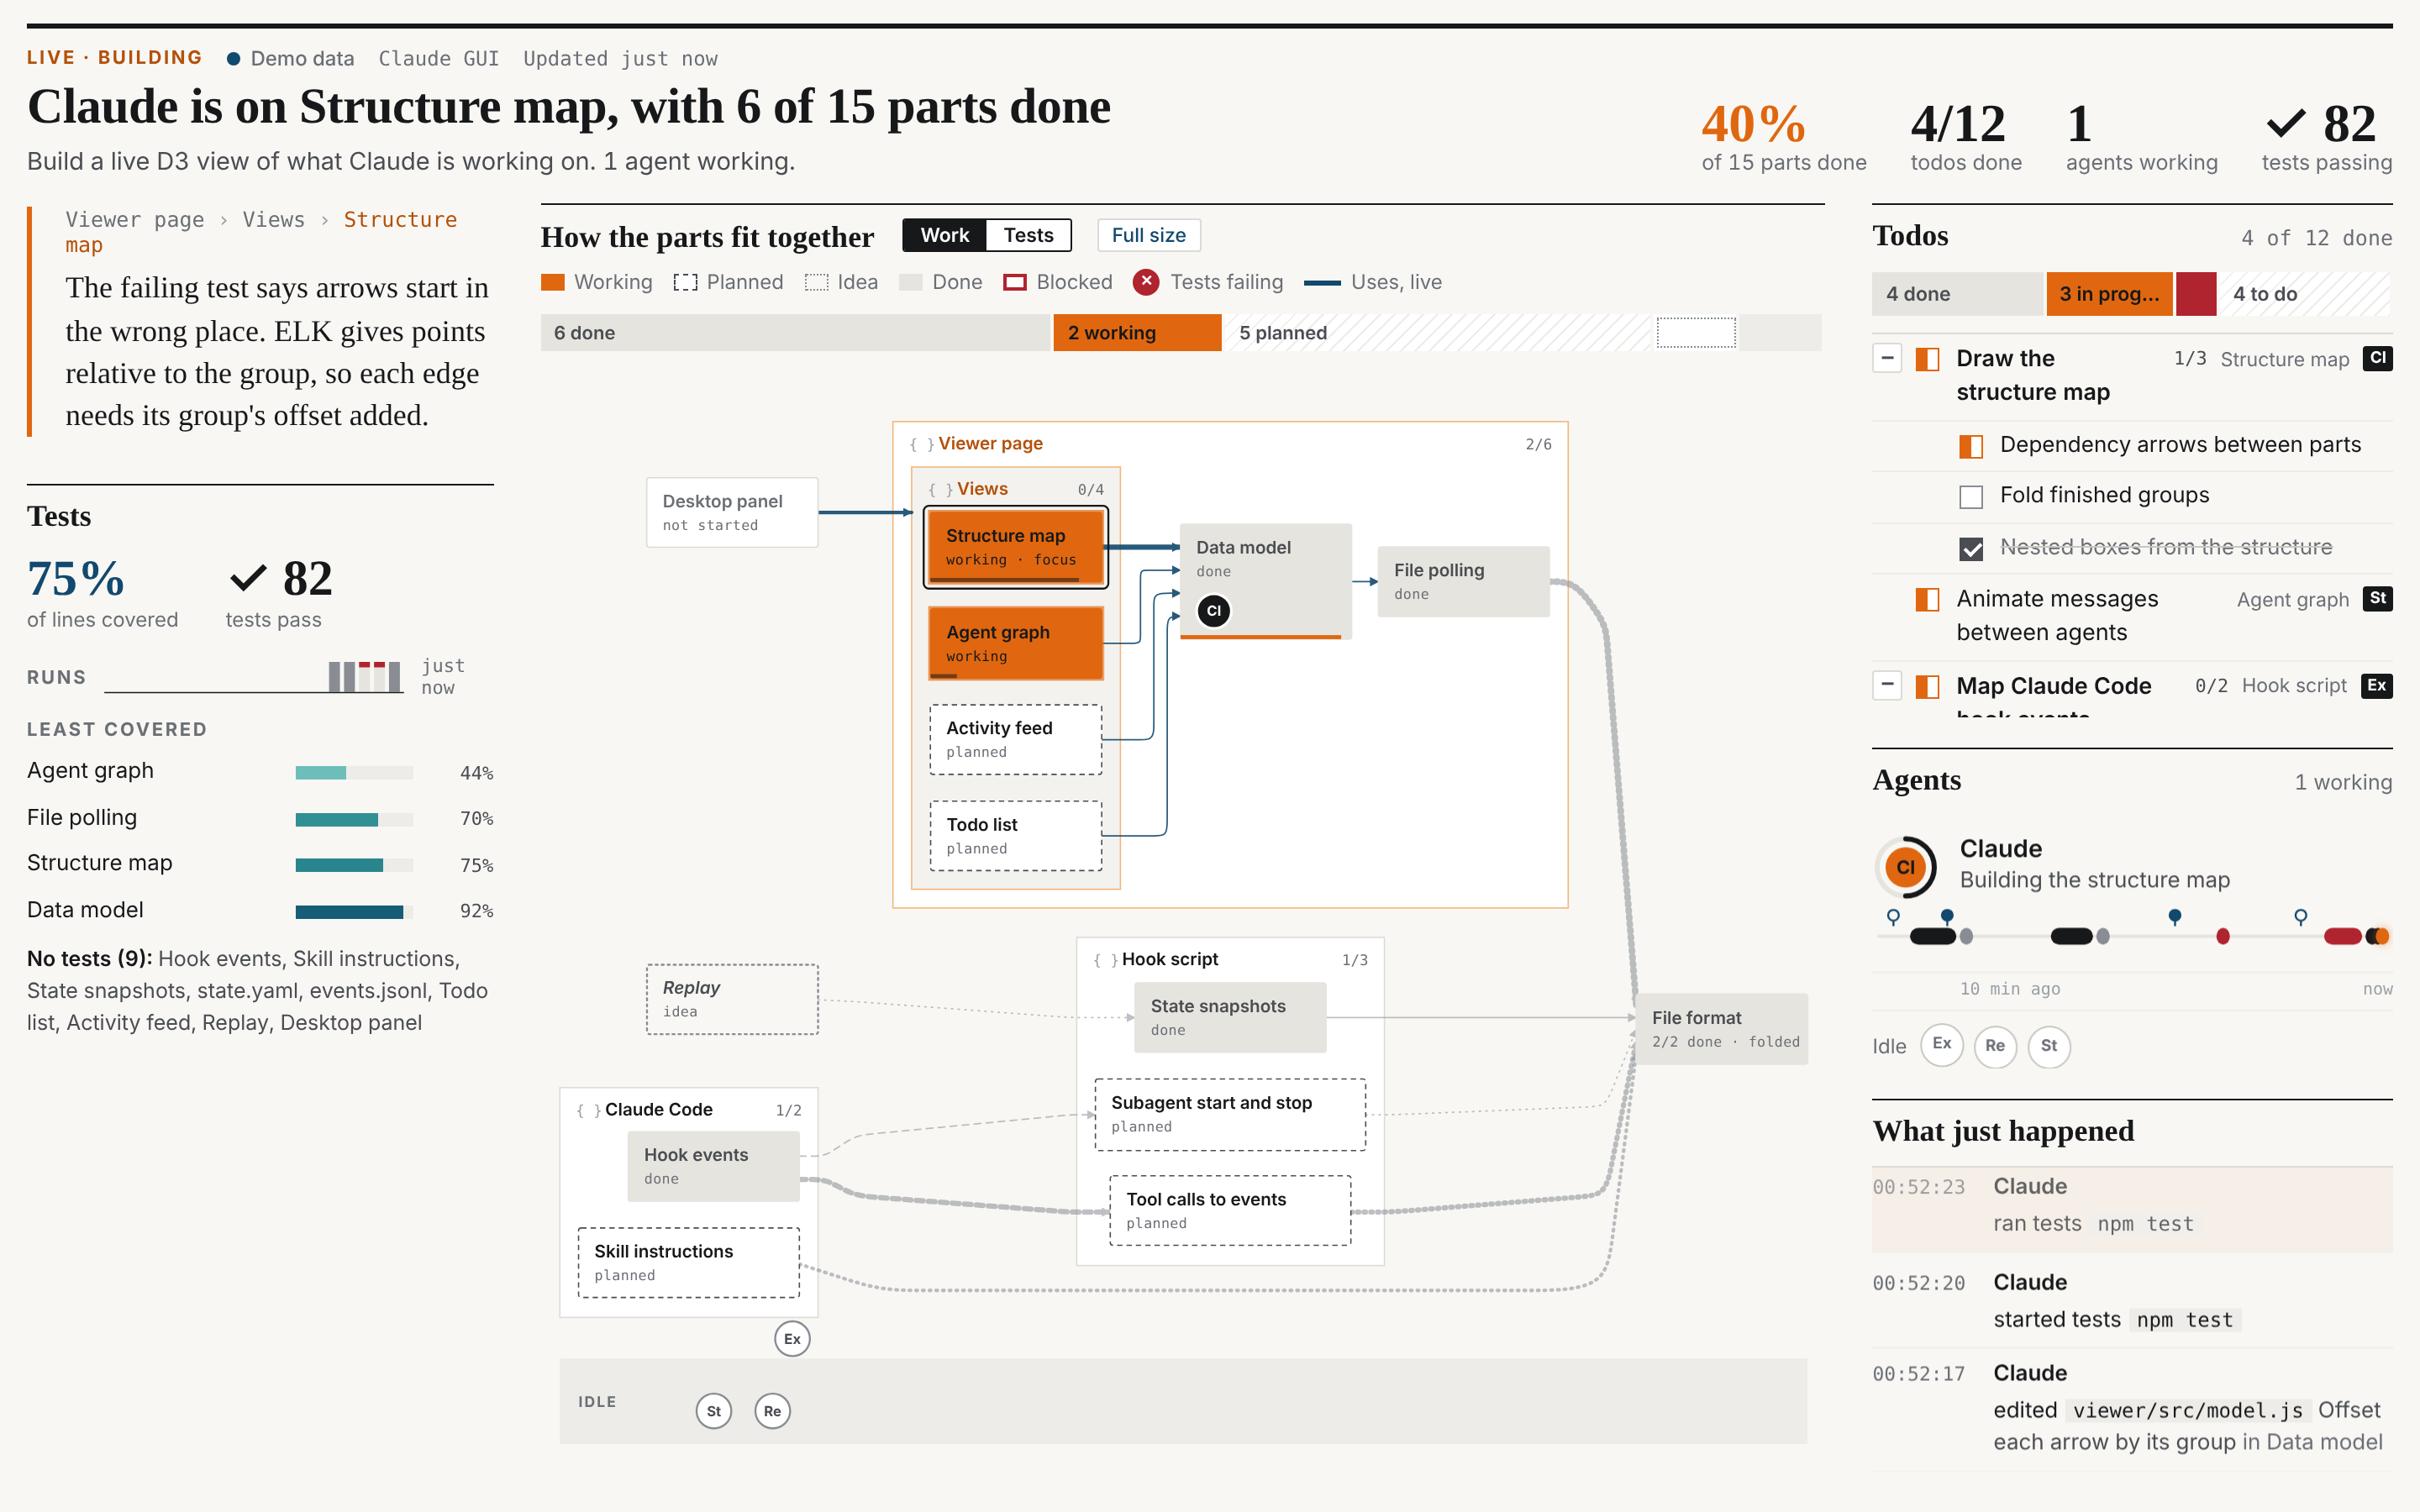 LIVE · BUILDING Demo data Claude GUI Updated just now
Claude is on Structure map, with 6 of 15 parts done
Build a live D3 view of what Claude is working on. 1 agent working.
40%
of 15 parts done
4/12
todos done
1
agents working
82
tests passing
Viewer page › Views › Structure
map
The failing test says arrows start in
the wrong place. ELK gives points
relative to the group, so each edge
needs its group's offset added.
Tests
75%
of lines covered
82
tests pass
RUNS
just
now
LEAST COVERED
Agent graph 44%
File polling 70%
Structure map 75%
Data model 92%
No tests (9): Hook events, Skill instructions,
State snapshots, state.yaml, events.jsonl, Todo
list, Activity feed, Replay, Desktop panel
How the parts fit together Work Tests Full size
Working Planned Idea Done Blocked Tests failing Uses, live
6 done 2 working 5 planned
{ } Viewer page 2/6
Desktop panel
not started
{ } Views 0/4
Structure map
working · focus
Agent graph
working
Activity feed
planned
Todo list
planned
Data model
done
Cl
File polling
done
Replay
idea
{ } Hook script 1/3
State snapshots
done
Subagent start and stop
planned
Tool calls to events
planned
File format
2/2 done · folded
{ } Claude Code 1/2
Hook events
done
Skill instructions
planned
Ex
IDLE St Re
Todos 4 of 12 done
4 done 3 in prog... 4 to do
Draw the 1/3 Structure map Cl
structure map
Dependency arrows between parts
Fold finished groups
Nested boxes from the structure
Animate messages Agent graph St
between agents
Map Claude Code 0/2 Hook script Ex
hook events
Agents 1 working
Cl
Claude
Building the structure map
10 min ago now
Idle Ex Re St
What just happened
00:52:23 Claude
ran tests npm test
00:52:20 Claude
started tests npm test
00:52:17 Claude
edited viewer/src/model.js Offset
each arrow by its group in Data model